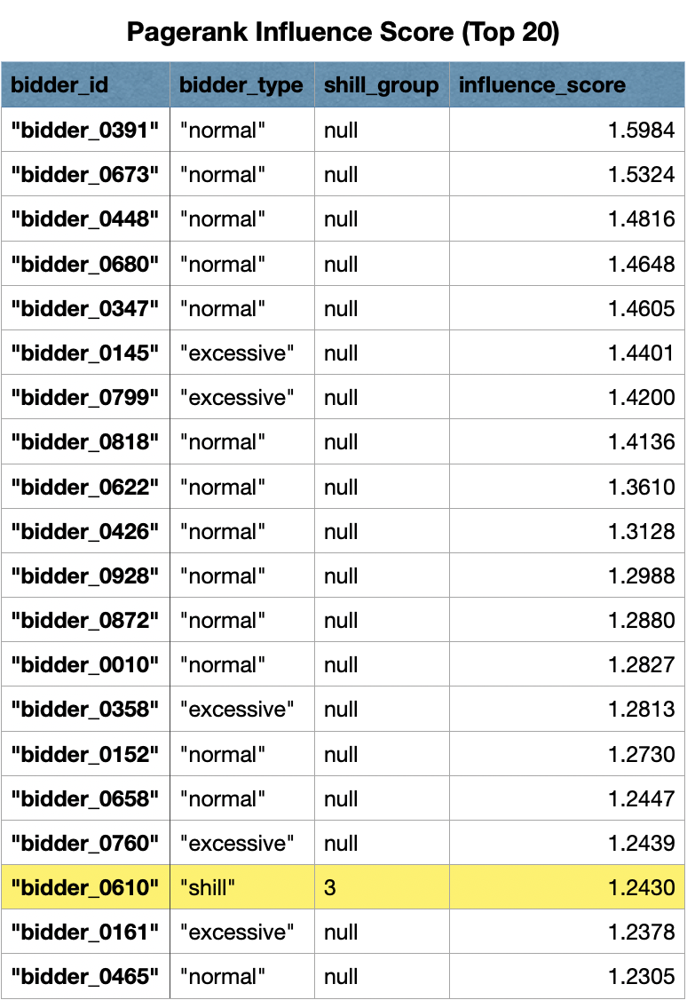 Pagerank Influence Score (Top 20)
bidder_id bidder_type shill_group influence_score
"bidder_0391" "normal" null 1.5984
"bidder_0673" "normal" null 1.5324
"bidder_0448" "normal" null 1.4816
"bidder_0680" "normal" null 1.4648
"bidder_0347" "normal" null 1.4605
"bidder_0145" "excessive" null 1.4401
"bidder_0799" "excessive" null 1.4200
"bidder_0818" "normal" null 1.4136
"bidder_0622" "normal" null 1.3610
"bidder_0426" "normal" null 1.3128
"bidder_0928" "normal" null 1.2988
"bidder_0872" "normal" null 1.2880
"bidder_0010" "normal" null 1.2827
"bidder_0358" "excessive" null 1.2813
"bidder_0152" "normal" null 1.2730
"bidder_0658" "normal" null 1.2447
"bidder_0760" "excessive" null 1.2439
"bidder_0610" "shill" 3 1.2430
"bidder_0161" "excessive" null 1.2378
"bidder_0465" "normal" null 1.2305